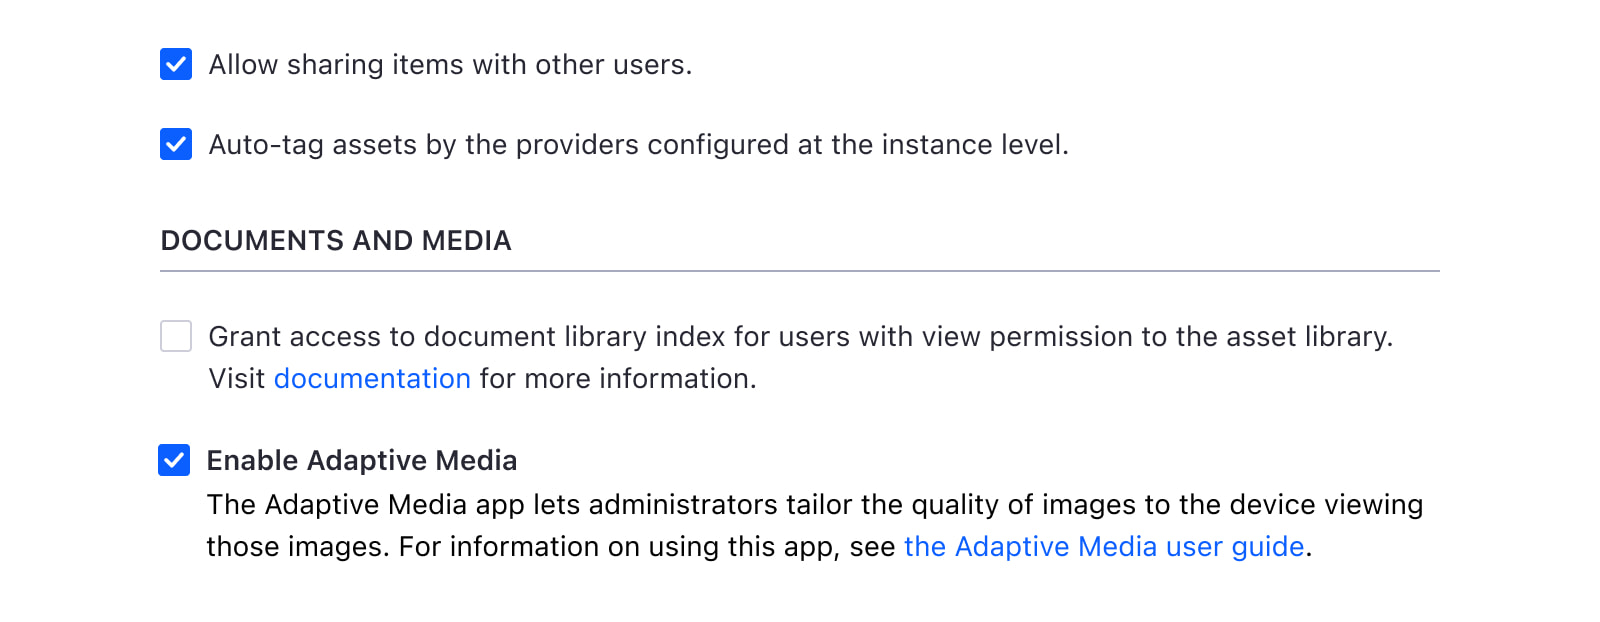 Allow sharing items with other users.
Auto-tag assets by the providers configured at the instance level.
DOCUMENTS AND MEDIA
Grant access to document library index for users with view permission to the asset library.
Visit documentation for more information.
Enable Adaptive Media
The Adaptive Media app lets administrators tailor the quality of images to the device viewing
those images. For information on using this app, see the Adaptive Media user guide.